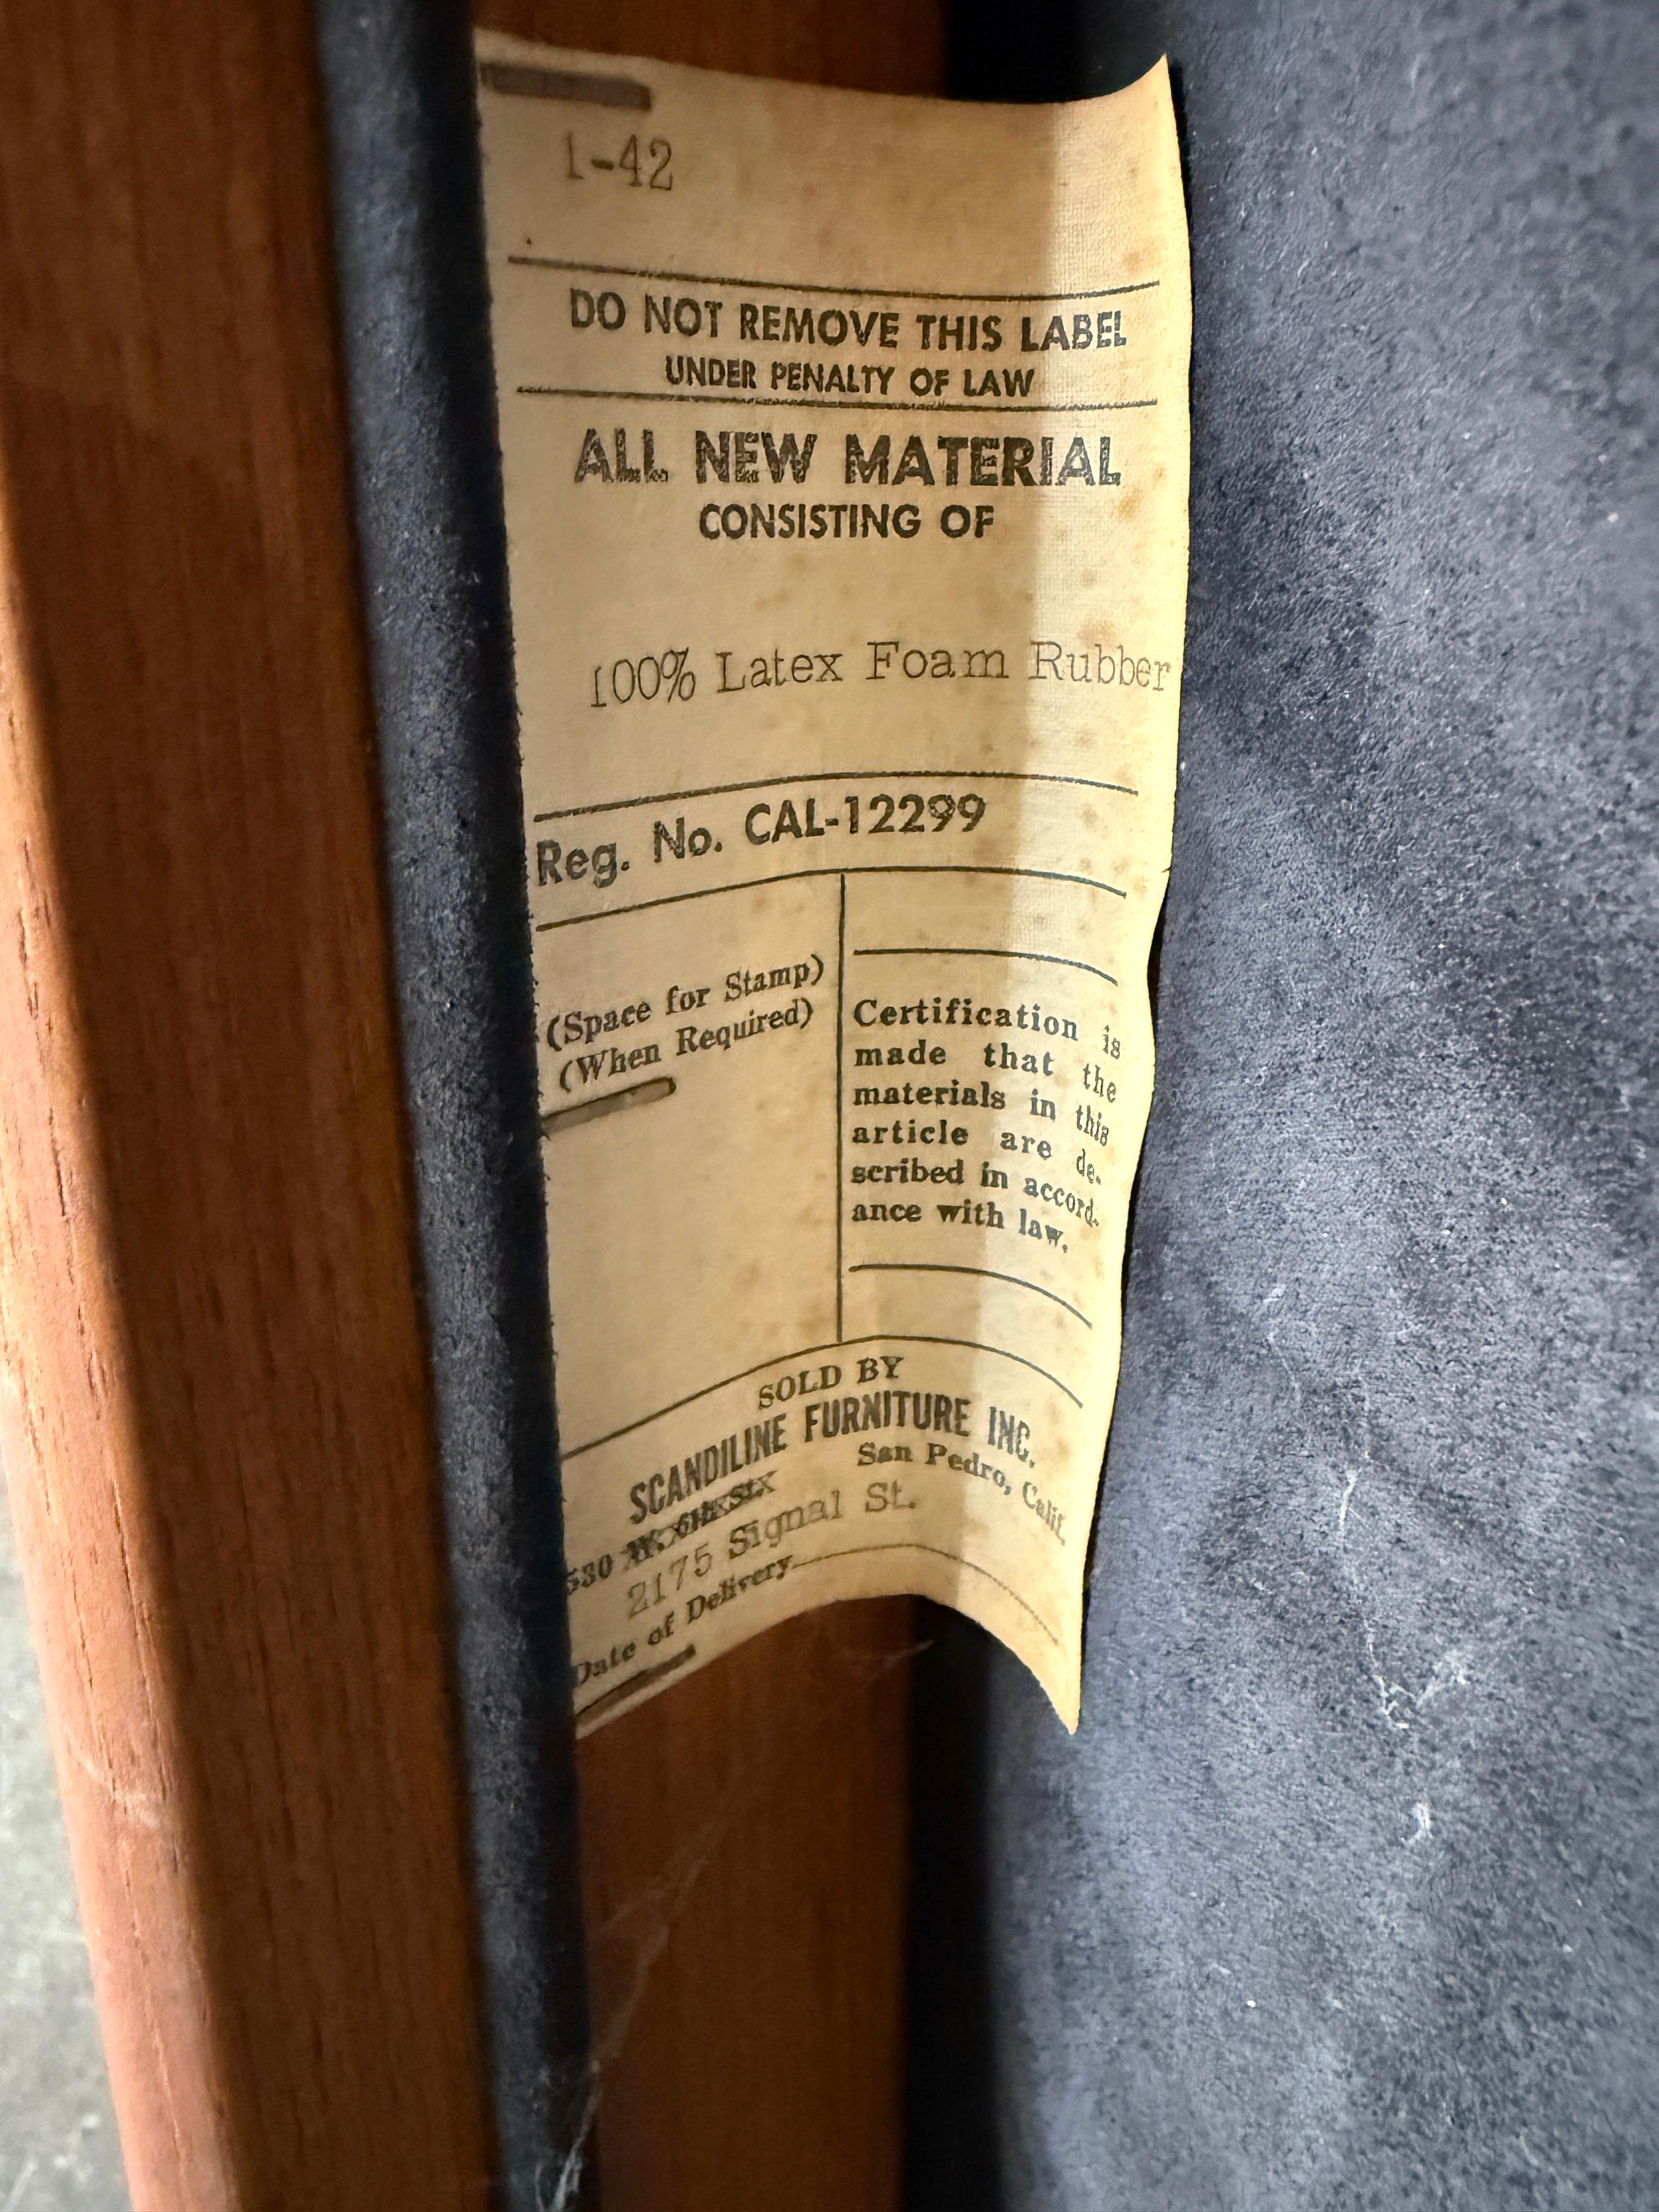 1-42
DO NOT REMOVE THIS LABEL
UNDER PENALTY OF LAW
ALL NEW MATERIAL
CONSISTING OF
100% Latex Foam Rubber
Reg. No. CAL-12299
(Space for Stamp)
(When Required)
Certification is
made that the
materials in this
article are de-
scribed in accord-
ance with law.
SOLD BY
SCANDILINE FURNITURE INC.
530 San Pedro, Calif.
2175 Signal St.
Date of Delivery